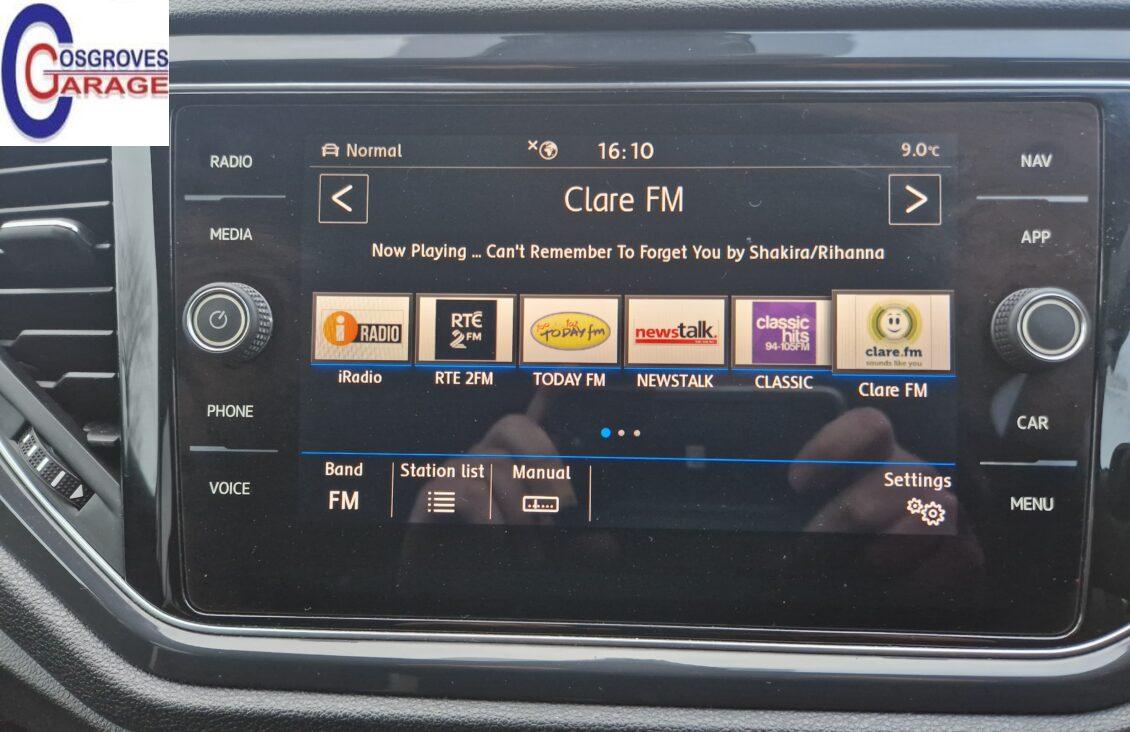 COSGROVES
GARAGE
RADIO
MEDIA
PHONE
VOICE
Normal
16:10
9.0°C
< Clare FM >
Now Playing ... Can't Remember To Forget You by Shakira/Rihanna
i RADIO
RTÉ
2FM
TODAY fm
newstalk.
classic
hits
94-105FM
clare.fm
sounds like you
iRadio
RTE 2FM
TODAY FM
NEWSTALK
CLASSIC
Clare FM
Band
FM
Station list
Manual
Settings
NAV
APP
CAR
MENU